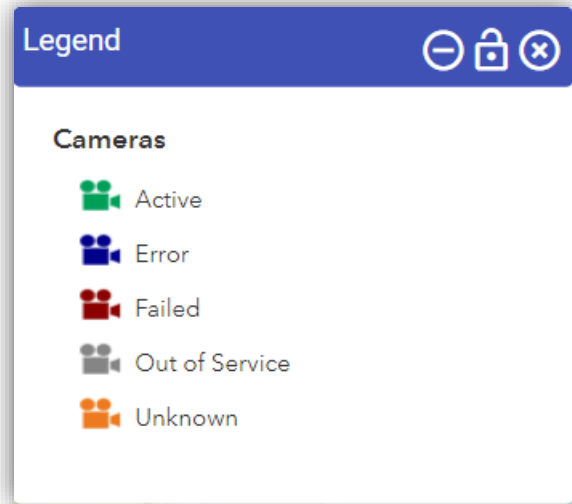 Legend
Cameras
Active
Error
Failed
Out of Service
Unknown